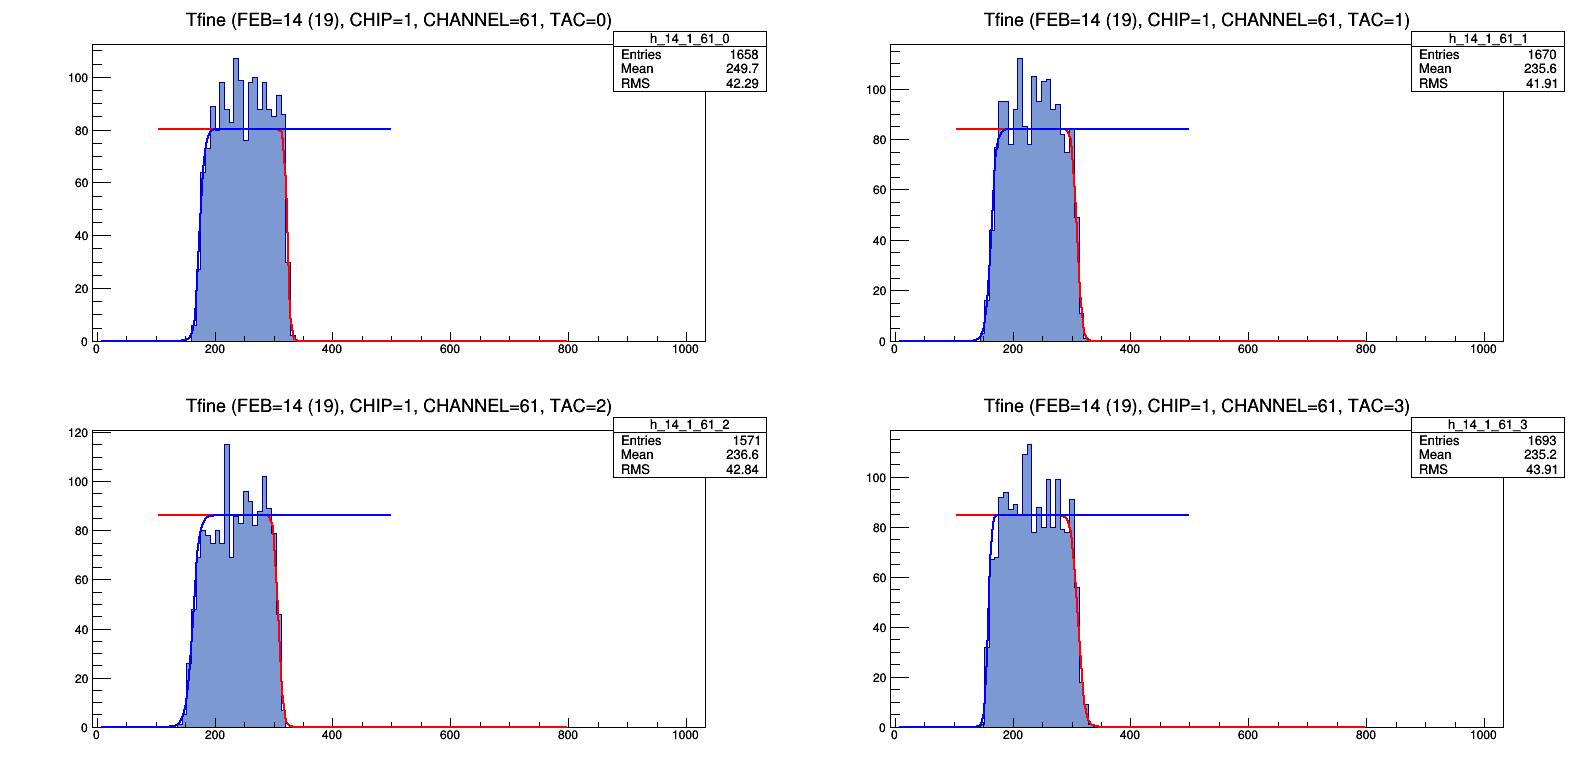 Tfine (FEB=14 (19), CHIP=1, CHANNEL=61, TAC=0)
h_14_1_61_0
Entries 1658
Mean 249.7
RMS 42.29
100
80
60
40
20
0
0 200 400 600 800 1000
Tfine (FEB=14 (19), CHIP=1, CHANNEL=61, TAC=1)
h_14_1_61_1
Entries 1670
Mean 235.6
RMS 41.91
100
80
60
40
20
0
0 200 400 600 800 1000
Tfine (FEB=14 (19), CHIP=1, CHANNEL=61, TAC=2)
h_14_1_61_2
Entries 1571
Mean 236.6
RMS 42.84
120
100
80
60
40
20
0
0 200 400 600 800 1000
Tfine (FEB=14 (19), CHIP=1, CHANNEL=61, TAC=3)
h_14_1_61_3
Entries 1693
Mean 235.2
RMS 43.91
100
80
60
40
20
0
0 200 400 600 800 1000